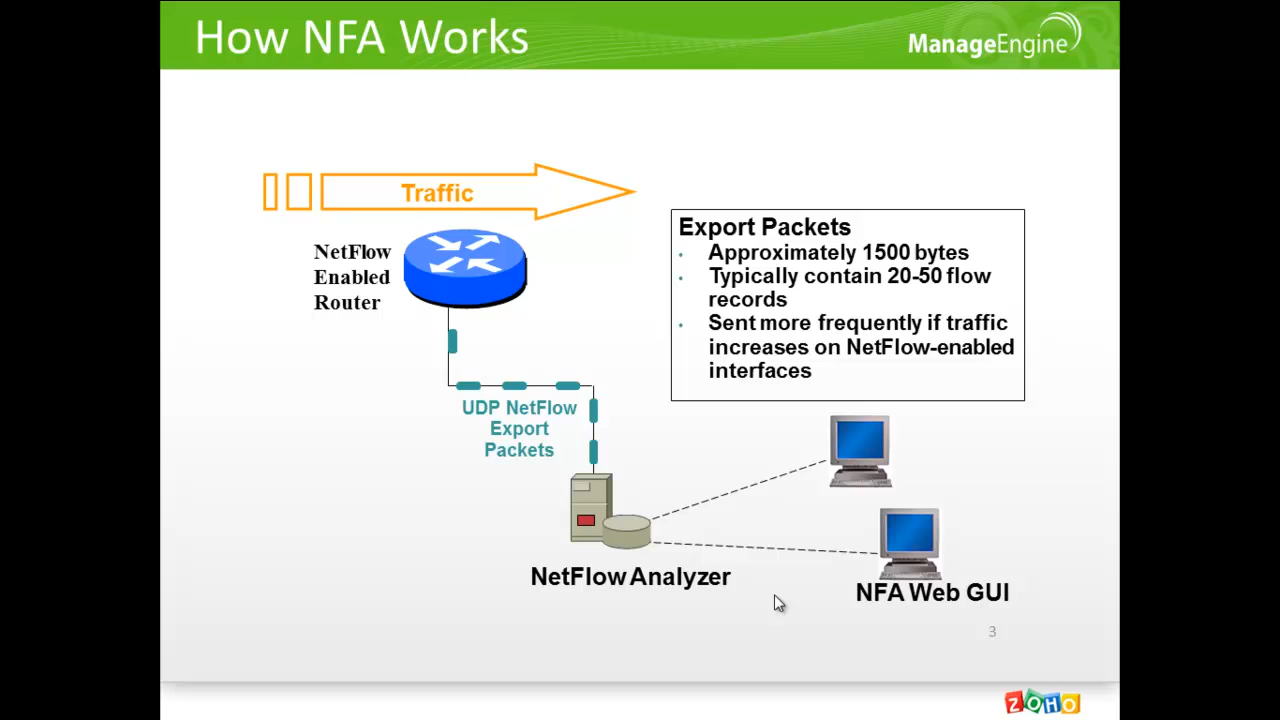 How NFA Works
ManageEngine
Traffic
NetFlow
Enabled
Router
Export Packets
• Approximately 1500 bytes
• Typically contain 20-50 flow
records
• Sent more frequently if traffic
increases on NetFlow-enabled
interfaces
UDP NetFlow
Export
Packets
NetFlow Analyzer
NFA Web GUI
3
ZOHO